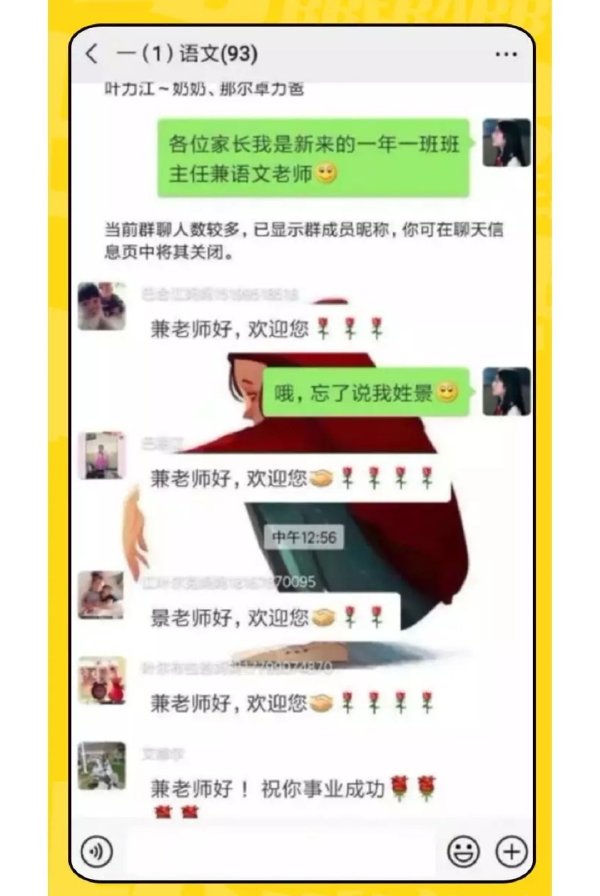 一（1）语文(93)
叶力江～奶奶、那尔卓力爸
各位家长我是新来的一年一班班
主任兼语文老师
当前群聊人数较多，已显示群成员昵称，你可在聊天信
息页中将其关闭。
兼老师好，欢迎您
哦，忘了说我姓景
兼老师好，欢迎您
中午12:56
景老师好，欢迎您
兼老师好，欢迎您
兼老师好！祝你事业成功